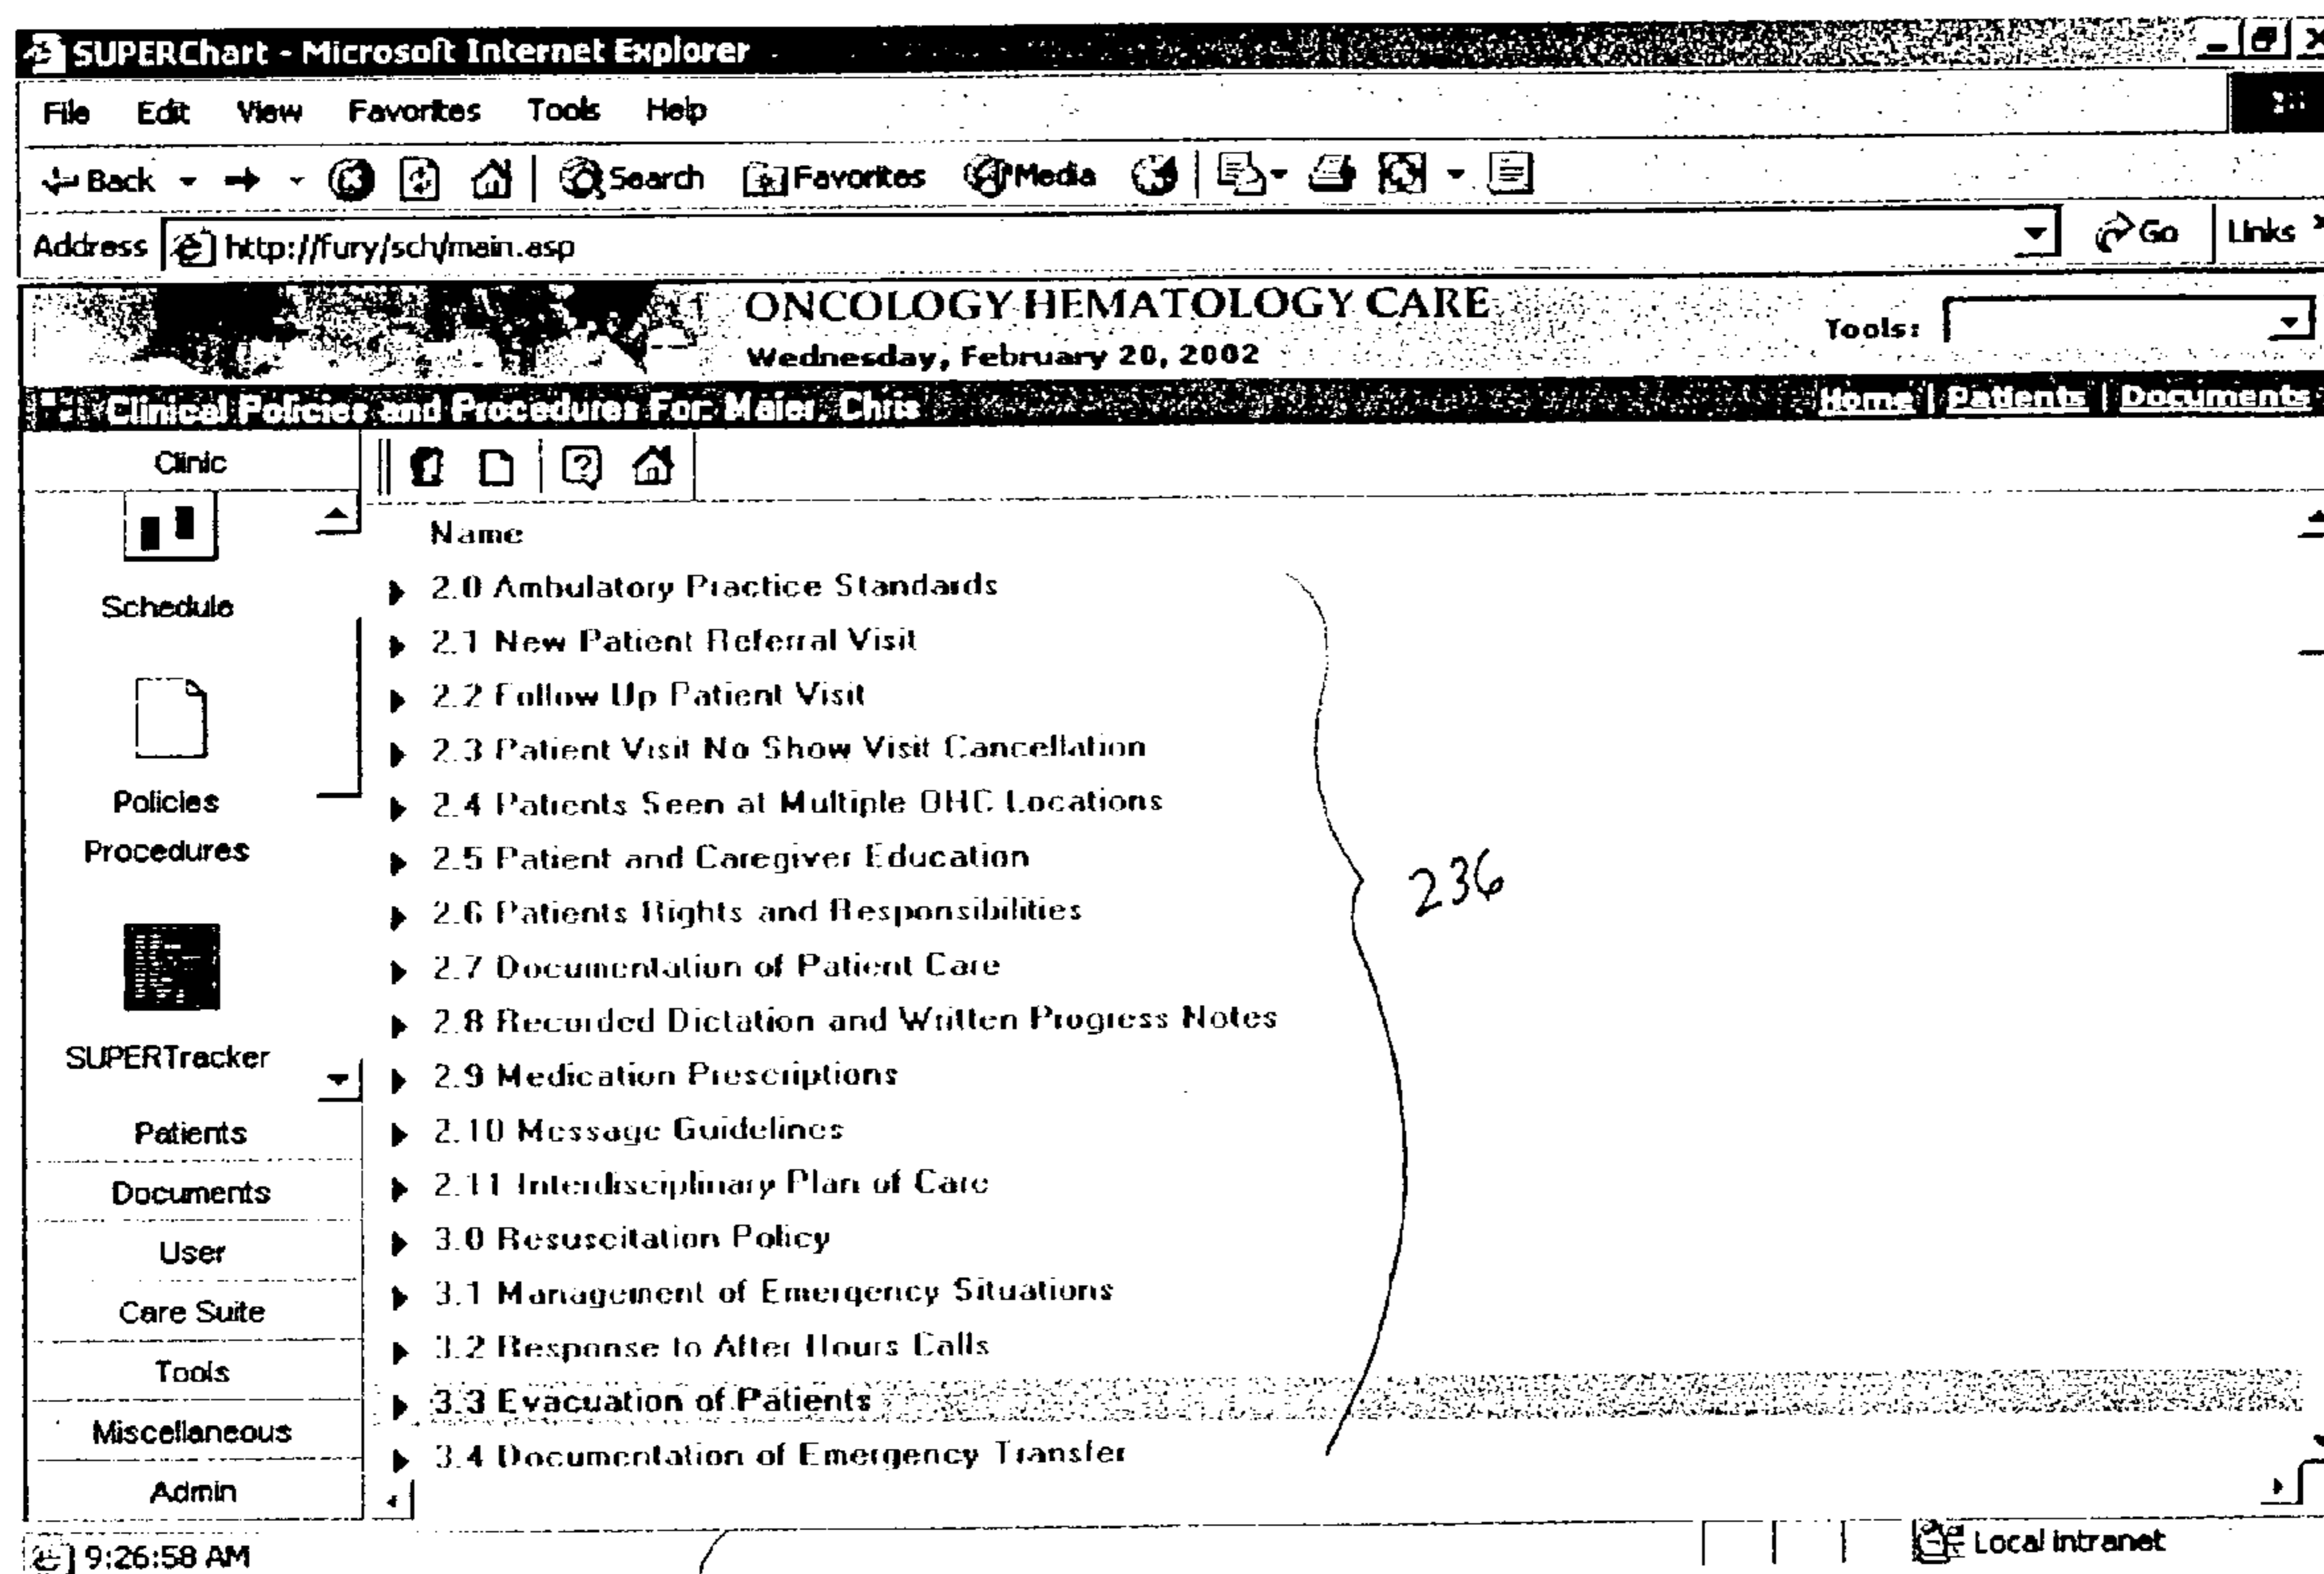 SUPERChart - Microsoft Internet Explorer
File Edit View Favorites Tools Help
Back Search Favorites Media
Address http://fury/sch/main.asp Go Links
ONCOLOGY HEMATOLOGY CARE
Wednesday, February 20, 2002
Tools:
Clinical Policies and Procedures For: Maier, Chris Home | Patients | Documents
Clinic
Schedule
Policies
Procedures
SUPERTracker
Patients
Documents
User
Care Suite
Tools
Miscellaneous
Admin
Name
2.0 Ambulatory Practice Standards
2.1 New Patient Referral Visit
2.2 Follow Up Patient Visit
2.3 Patient Visit No Show Visit Cancellation
2.4 Patients Seen at Multiple OHC Locations
2.5 Patient and Caregiver Education
2.6 Patients Rights and Responsibilities
2.7 Documentation of Patient Care
2.8 Recorded Dictation and Written Progress Notes
2.9 Medication Prescriptions
2.10 Message Guidelines
2.11 Interdisciplinary Plan of Care
3.0 Resuscitation Policy
3.1 Management of Emergency Situations
3.2 Response to After Hours Calls
3.3 Evacuation of Patients
3.4 Documentation of Emergency Transfer
236
9:26:58 AM Local intranet